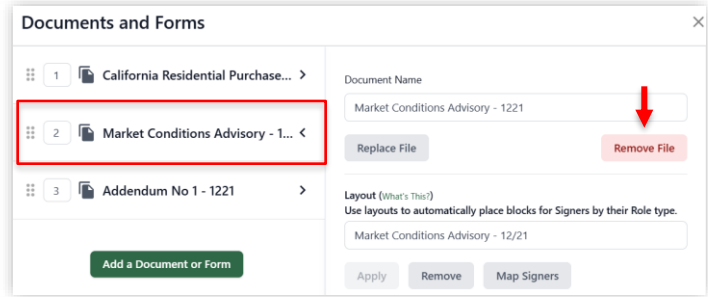 Documents and Forms
1 California Residential Purchase...
2 Market Conditions Advisory - 1...
3 Addendum No 1 - 1221
Add a Document or Form
Document Name
Market Conditions Advisory - 1221
Replace File Remove File
Layout (What's This?)
Use layouts to automatically place blocks for Signers by their Role type.
Market Conditions Advisory - 12/21
Apply Remove Map Signers